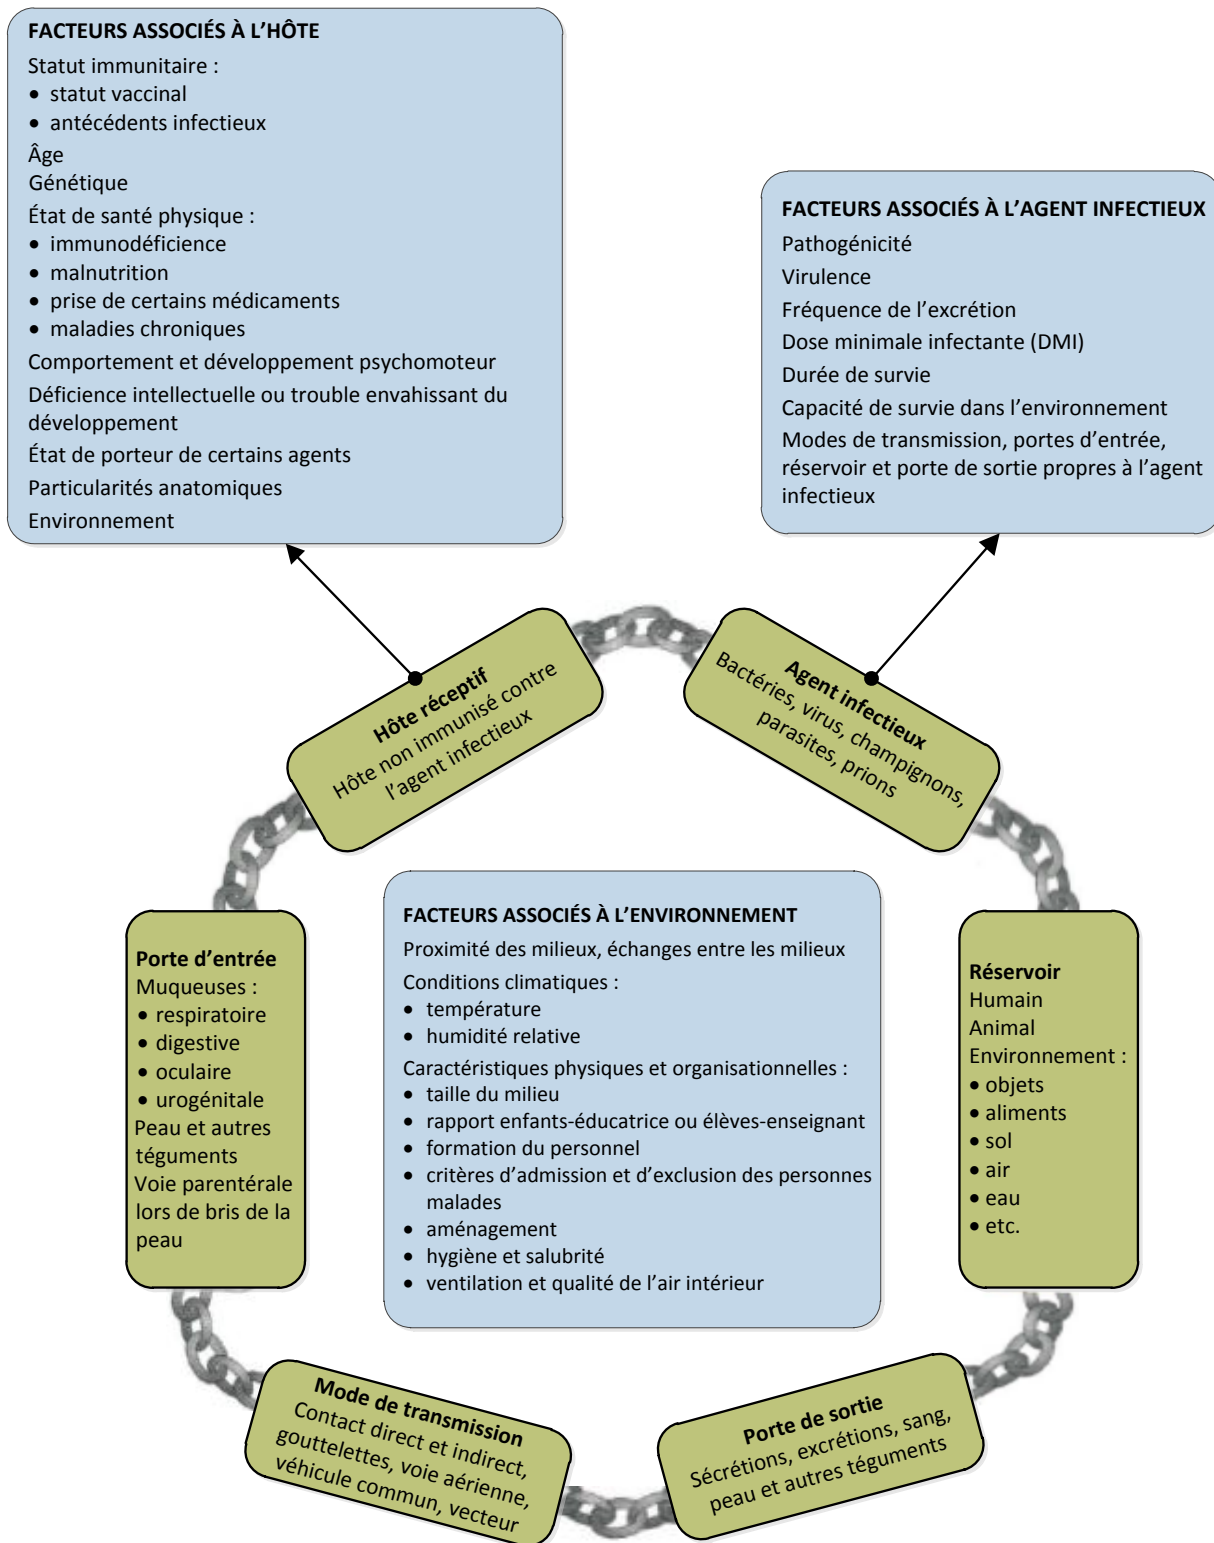 FACTEURS ASSOCIÉS À L’HÔTE
Statut immunitaire :
• statut vaccinal
• antécédents infectieux
Âge
Génétique
État de santé physique :
• immunodéficience
• malnutrition
• prise de certains médicaments
• maladies chroniques
Comportement et développement psychomoteur
Déficience intellectuelle ou trouble envahissant du
développement
État de porteur de certains agents
Particularités anatomiques
Environnement
FACTEURS ASSOCIÉS À L’AGENT INFECTIEUX
Pathogénicité
Virulence
Fréquence de l’excrétion
Dose minimale infectante (DMI)
Durée de survie
Capacité de survie dans l’environnement
Modes de transmission, portes d’entrée,
réservoir et porte de sortie propres à l’agent
infectieux
Hôte réceptif
Hôte non immunisé contre
l’agent infectieux
Agent infectieux
Bactéries, virus, champignons,
parasites, prions
Porte d’entrée
Muqueuses :
• respiratoire
• digestive
• oculaire
• urogénitale
Peau et autres
téguments
Voie parentérale
lors de bris de la
peau
FACTEURS ASSOCIÉS À L’ENVIRONNEMENT
Proximité des milieux, échanges entre les milieux
Conditions climatiques :
• température
• humidité relative
Caractéristiques physiques et organisationnelles :
• taille du milieu
• rapport enfants-éducatrice ou élèves-enseignant
• formation du personnel
• critères d’admission et d’exclusion des personnes
malades
• aménagement
• hygiène et salubrité
• ventilation et qualité de l’air intérieur
Réservoir
Humain
Animal
Environnement :
• objets
• aliments
• sol
• air
• eau
• etc.
Mode de transmission
Contact direct et indirect,
gouttelettes, voie aérienne,
véhicule commun, vecteur
Porte de sortie
Sécrétions, excrétions, sang,
peau et autres téguments